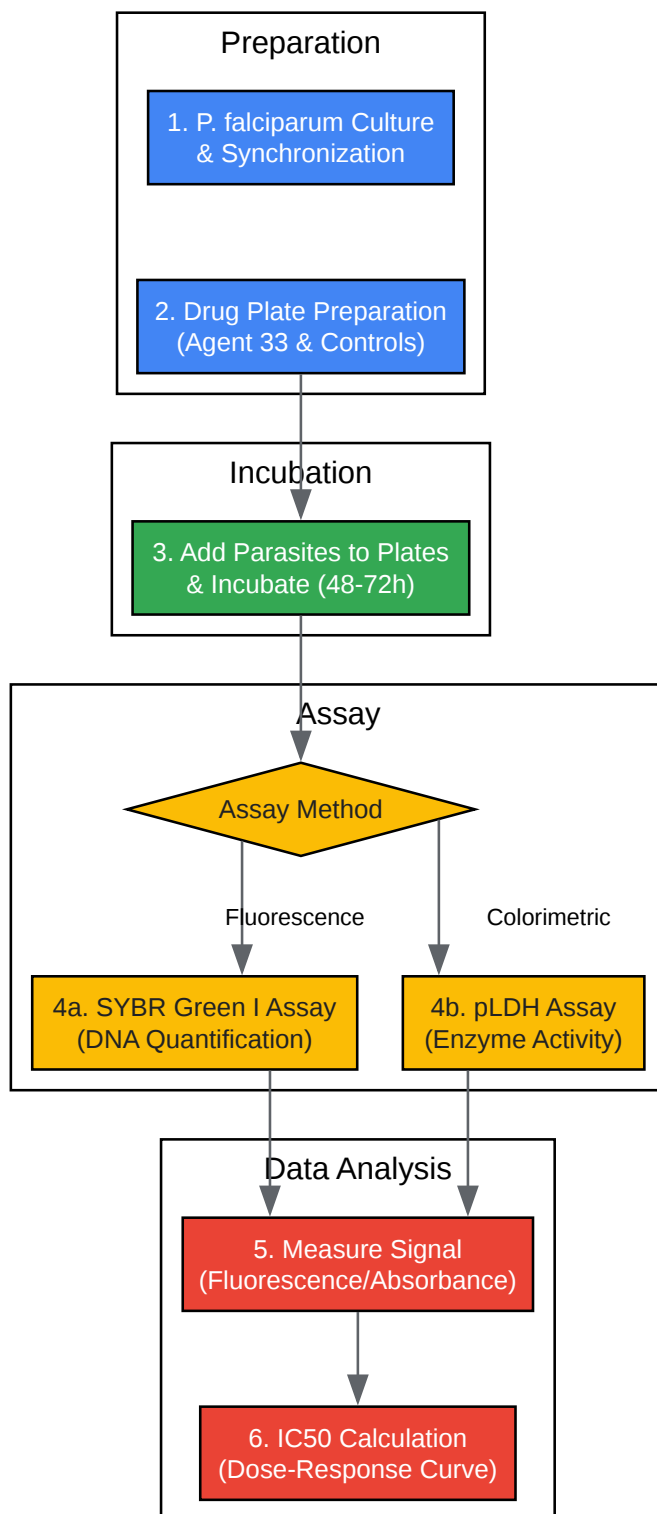 Preparation
1. P. falciparum Culture
& Synchronization
2. Drug Plate Preparation
(Agent 33 & Controls)
Incubation
3. Add Parasites to Plates
& Incubate (48-72h)
Assay
Assay Method
Fluorescence
Colorimetric
4a. SYBR Green I Assay
(DNA Quantification)
4b. pLDH Assay
(Enzyme Activity)
Data Analysis
5. Measure Signal
(Fluorescence/Absorbance)
6. IC50 Calculation
(Dose-Response Curve)